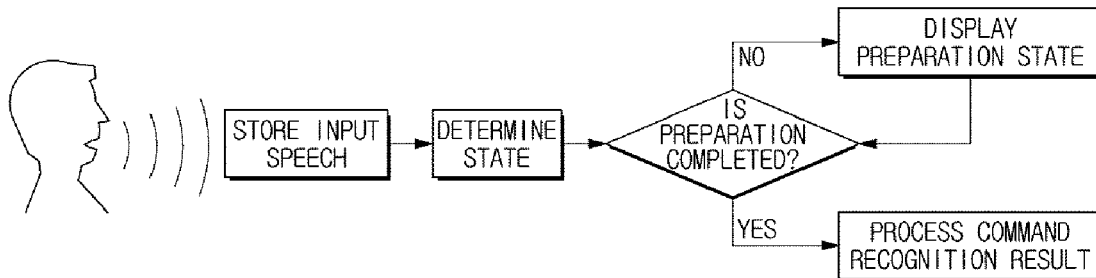 STORE INPUT
SPEECH
DETERMINE
STATE
IS
PREPARATION
COMPLETED?
NO
DISPLAY
PREPARATION STATE
YES
PROCESS COMMAND
RECOGNITION RESULT